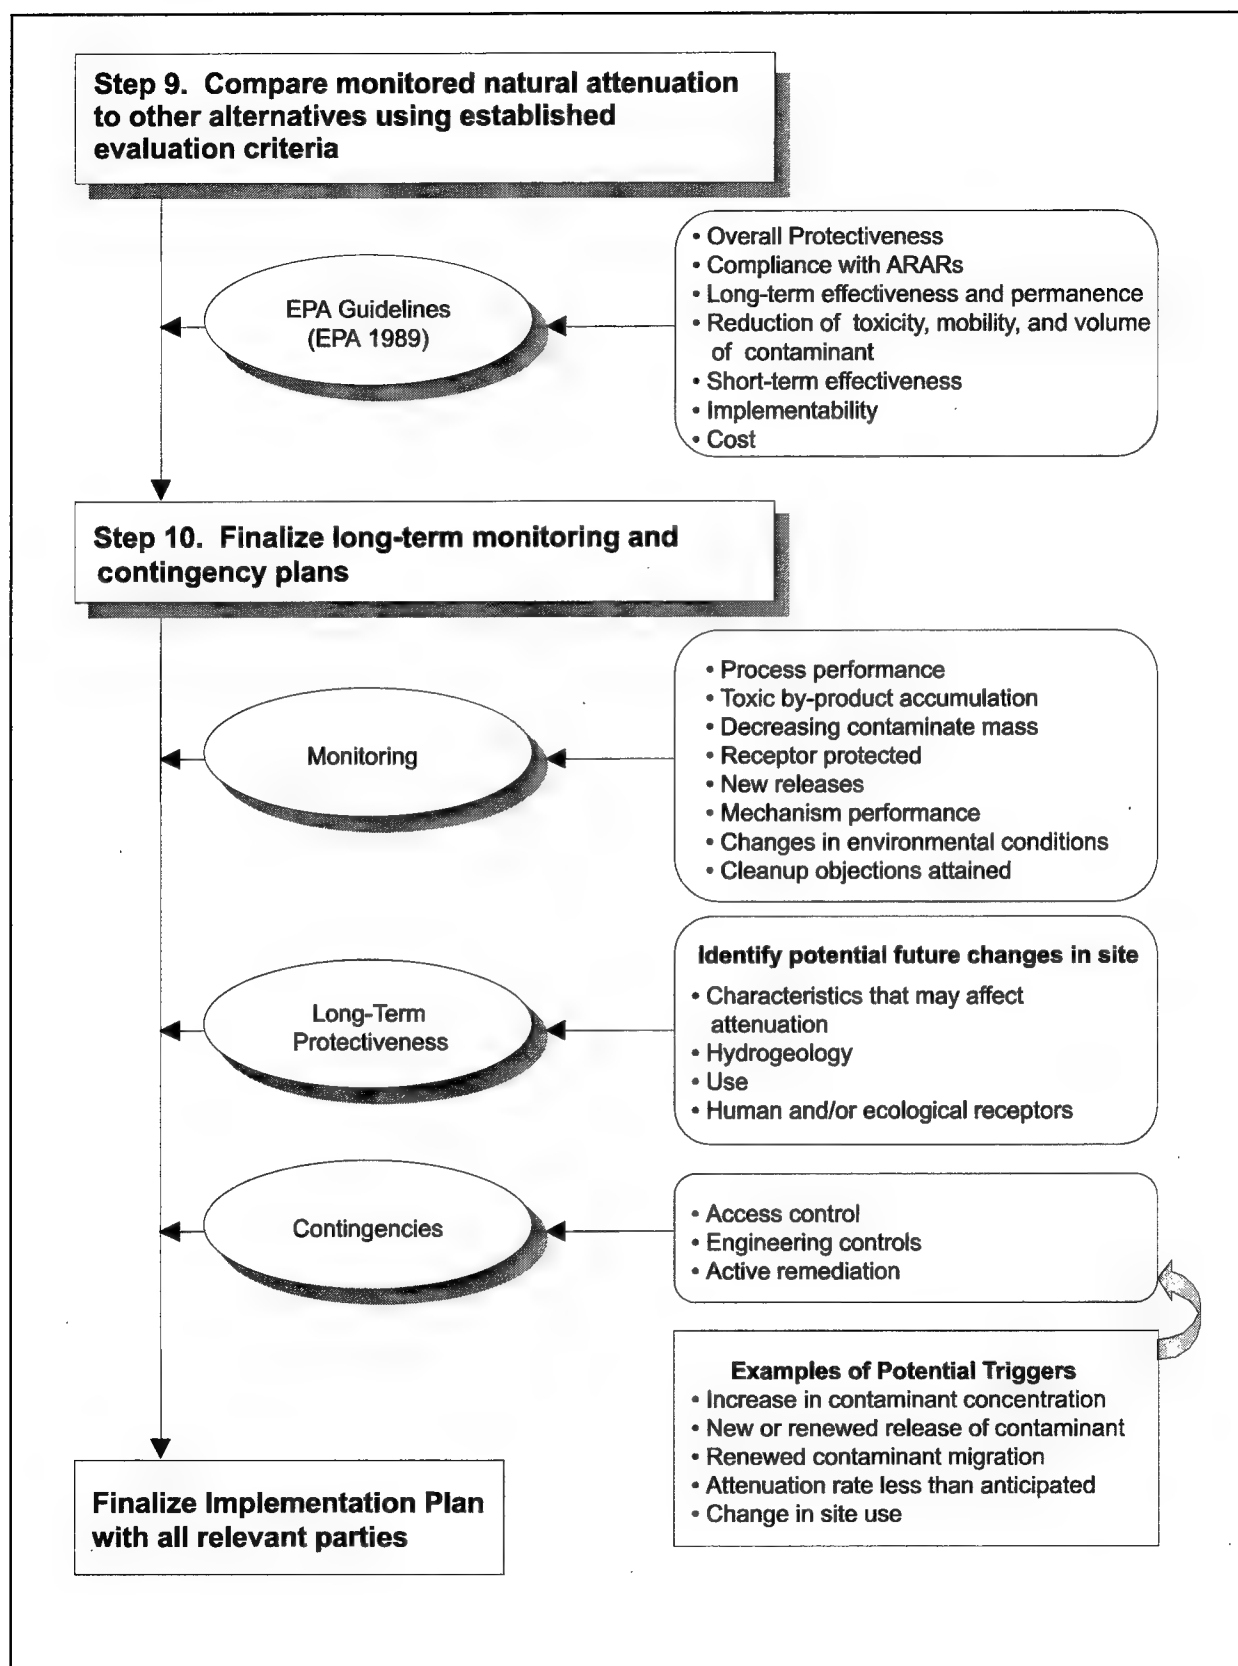 Step 9. Compare monitored natural attenuation
to other alternatives using established
evaluation criteria
EPA Guidelines
(EPA 1989)
• Overall Protectiveness
• Compliance with ARARs
• Long-term effectiveness and permanence
• Reduction of toxicity, mobility, and volume
of contaminant
• Short-term effectiveness
• Implementability
• Cost
Step 10. Finalize long-term monitoring and
contingency plans
Monitoring
• Process performance
• Toxic by-product accumulation
• Decreasing contaminate mass
• Receptor protected
• New releases
• Mechanism performance
• Changes in environmental conditions
• Cleanup objections attained
Long-Term
Protectiveness
Identify potential future changes in site
• Characteristics that may affect
attenuation
• Hydrogeology
• Use
• Human and/or ecological receptors
Contingencies
• Access control
• Engineering controls
• Active remediation
Examples of Potential Triggers
• Increase in contaminant concentration
• New or renewed release of contaminant
• Renewed contaminant migration
• Attenuation rate less than anticipated
• Change in site use
Finalize Implementation Plan
with all relevant parties